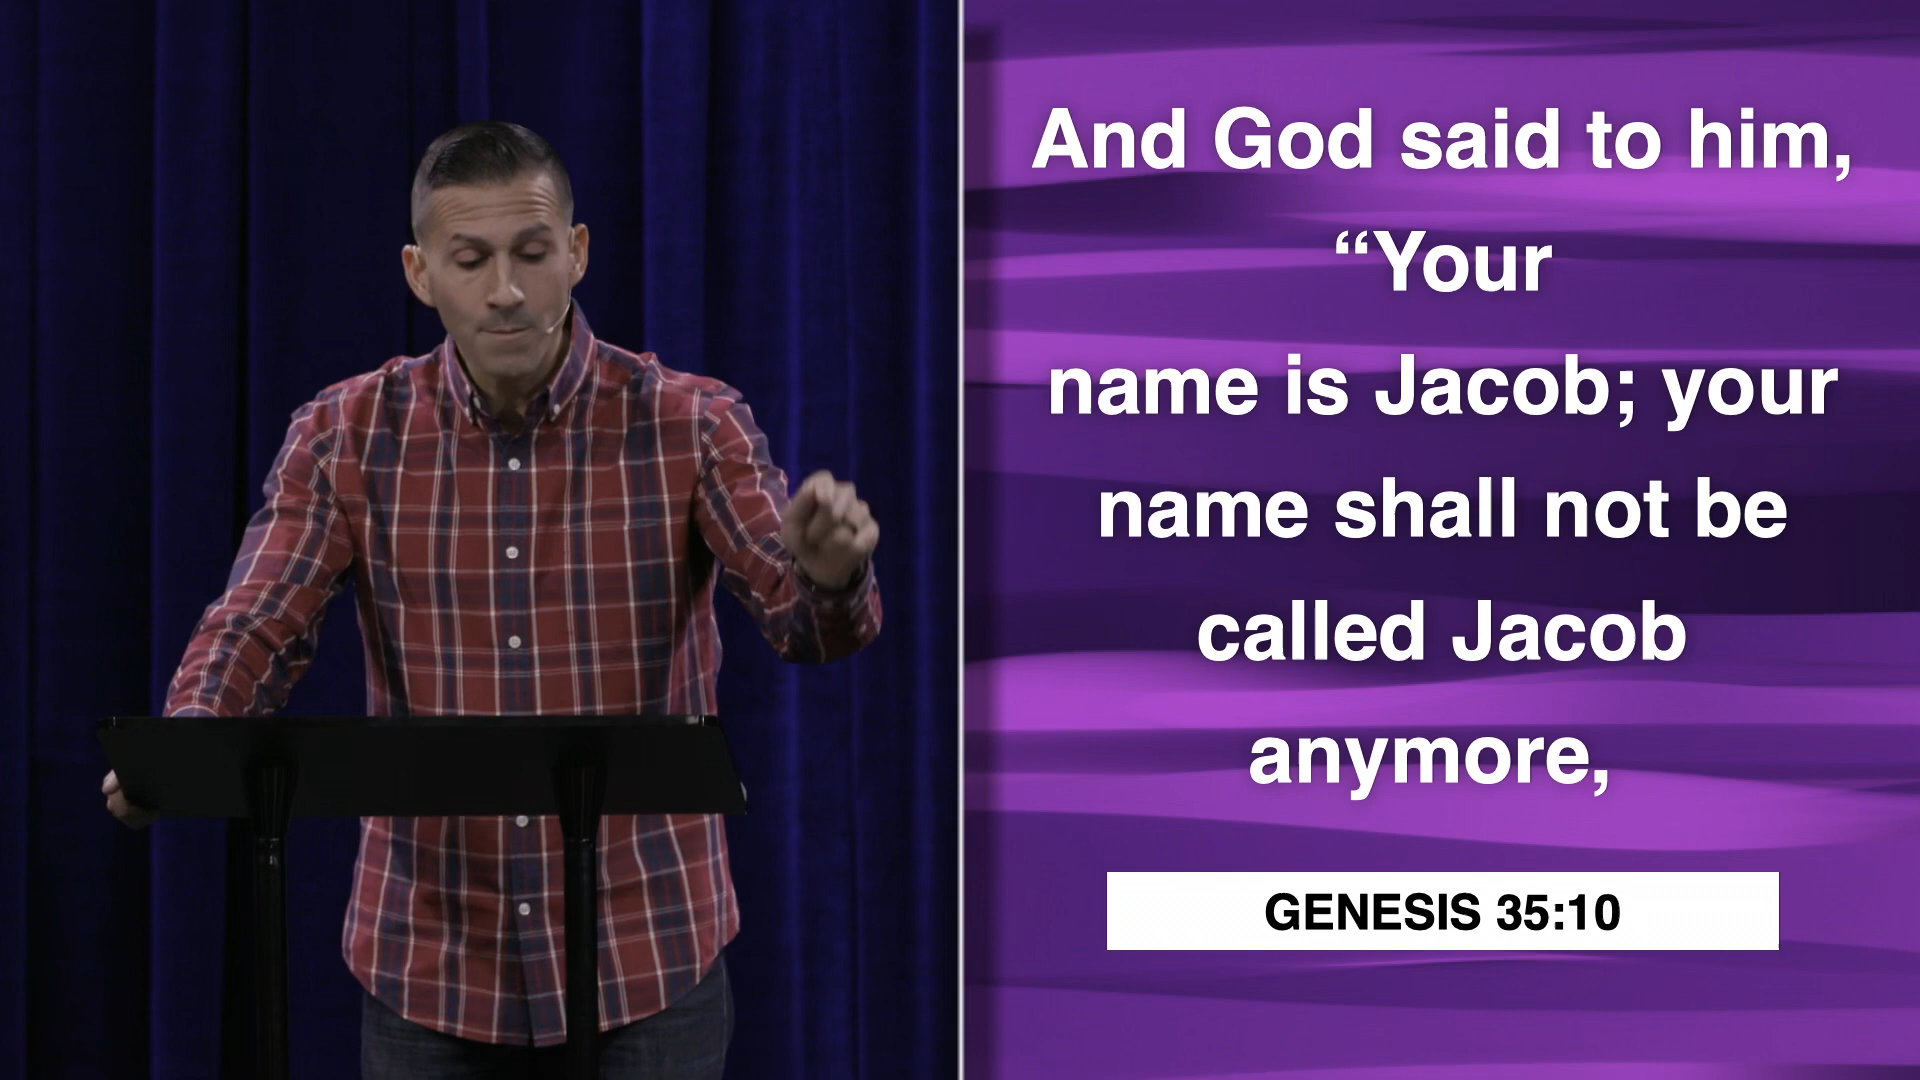 And God said to him,
“Your
name is Jacob; your
name shall not be
called Jacob
anymore,
GENESIS 35:10